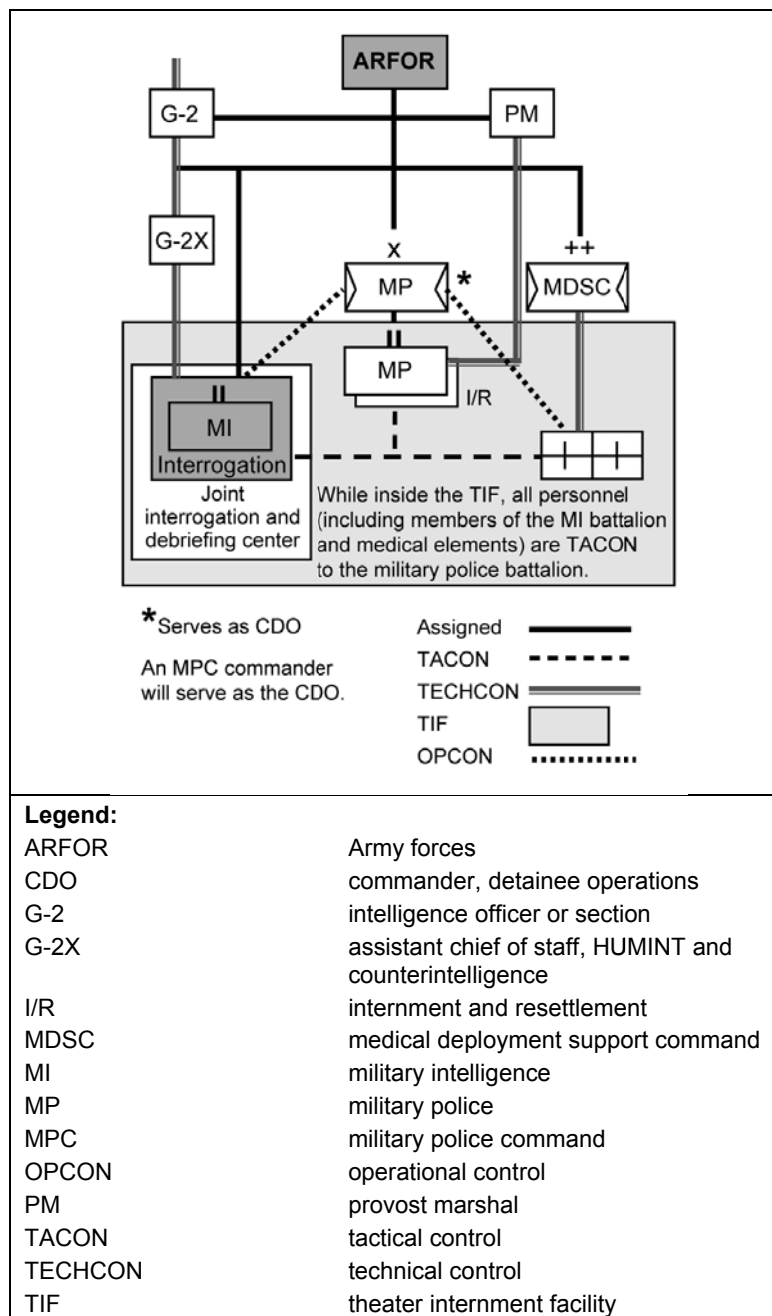 ARFOR
G-2
PM
G-2X
X
++
MP
*
MDSC
II
MP
I/R
II
MI
Interrogation
Joint
interrogation and
debriefing center
While inside the TIF, all personnel
(including members of the MI battalion
and medical elements) are TACON
to the military police battalion.
*Serves as CDO
An MPC commander
will serve as the CDO.
Assigned
TACON
TECHCON
TIF
OPCON
Legend:
ARFOR Army forces
CDO commander, detainee operations
G-2 intelligence officer or section
G-2X assistant chief of staff, HUMINT and
counterintelligence
I/R internment and resettlement
MDSC medical deployment support command
MI military intelligence
MP military police
MPC military police command
OPCON operational control
PM provost marshal
TACON tactical control
TECHCON technical control
TIF theater internment facility